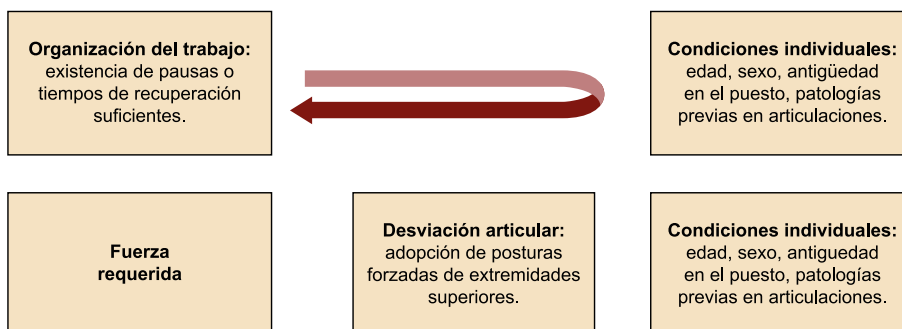 Organización del trabajo:
existencia de pausas o
tiempos de recuperación
suficientes.
Condiciones individuales:
edad, sexo, antigüedad
en el puesto, patologías
previas en articulaciones.
Fuerza
requerida
Desviación articular:
adopción de posturas
forzadas de extremidades
superiores.
Condiciones individuales:
edad, sexo, antiguedad
en el puesto, patologías
previas en articulaciones.